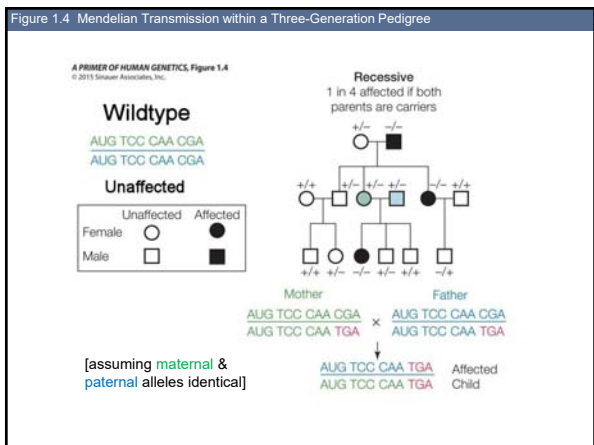 Figure 1.4 Mendelian Transmission within a Three-Generation Pedigree
A PRIMER OF HUMAN GENETICS, Figure 1.4
© 2015 Sinauer Associates, Inc.
Wildtype
AUG TCC CAA CGA
AUG TCC CAA CGA
Unaffected
Unaffected Affected
Female
Male
[assuming maternal &
paternal alleles identical]
Recessive
1 in 4 affected if both
parents are carriers
+/– –/–
+/+ +/– +/– +/– –/– +/+
+/+ +/– –/– +/– +/+ –/+
Mother Father
AUG TCC CAA CGA AUG TCC CAA CGA
×
AUG TCC CAA TGA AUG TCC CAA TGA
AUG TCC CAA TGA Affected
AUG TCC CAA TGA Child